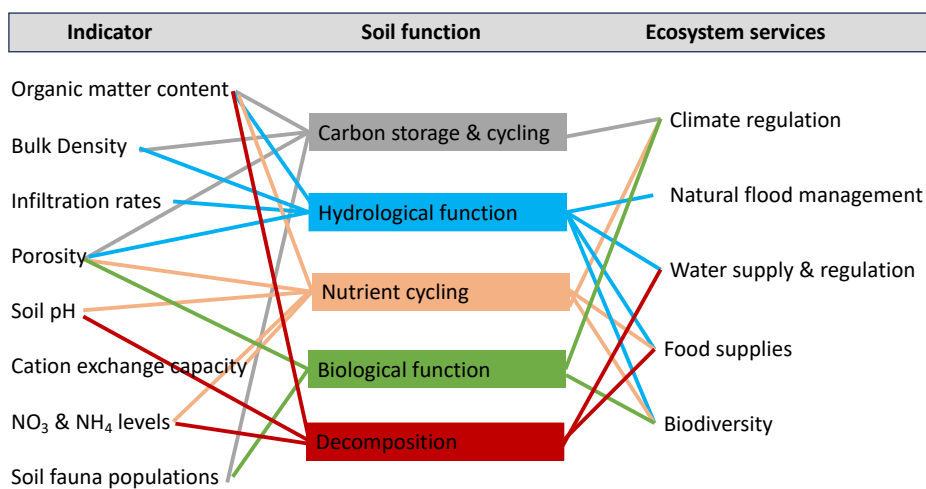 Indicator
Soil function
Ecosystem services
Organic matter content
Bulk Density
Infiltration rates
Porosity
Soil pH
Cation exchange capacity
NO₃ & NH₄ levels
Soil fauna populations
Carbon storage & cycling
Hydrological function
Nutrient cycling
Biological function
Decomposition
Climate regulation
Natural flood management
Water supply & regulation
Food supplies
Biodiversity